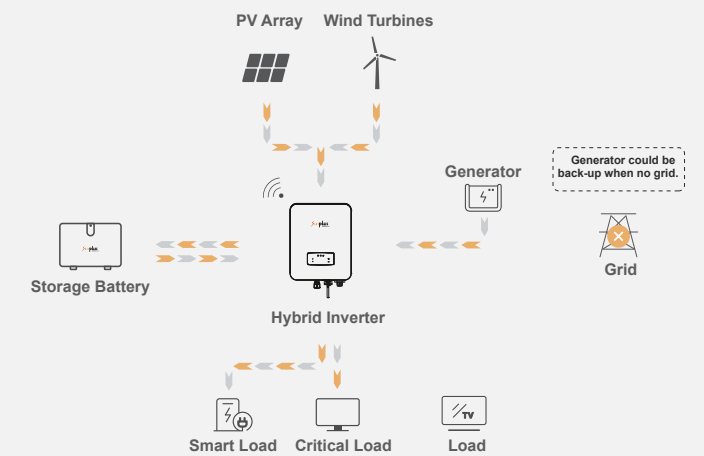 PV Array
Wind Turbines
Generator could be
back-up when no grid.
Generator
Grid
Storage Battery
Hybrid Inverter
TV
Smart Load
Critical Load
Load